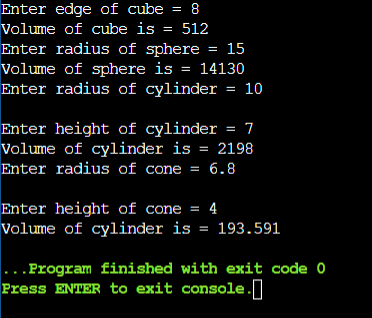 Enter edge of cube = 8
Volume of cube is = 512
Enter radius of sphere = 15
Volume of sphere is = 14130
Enter radius of cylinder = 10
Enter height of cylinder = 7
Volume of cylinder is = 2198
Enter radius of cone = 6.8
Enter height of cone = 4
Volume of cylinder is = 193.591
...Program finished with exit code 0
Press ENTER to exit console.